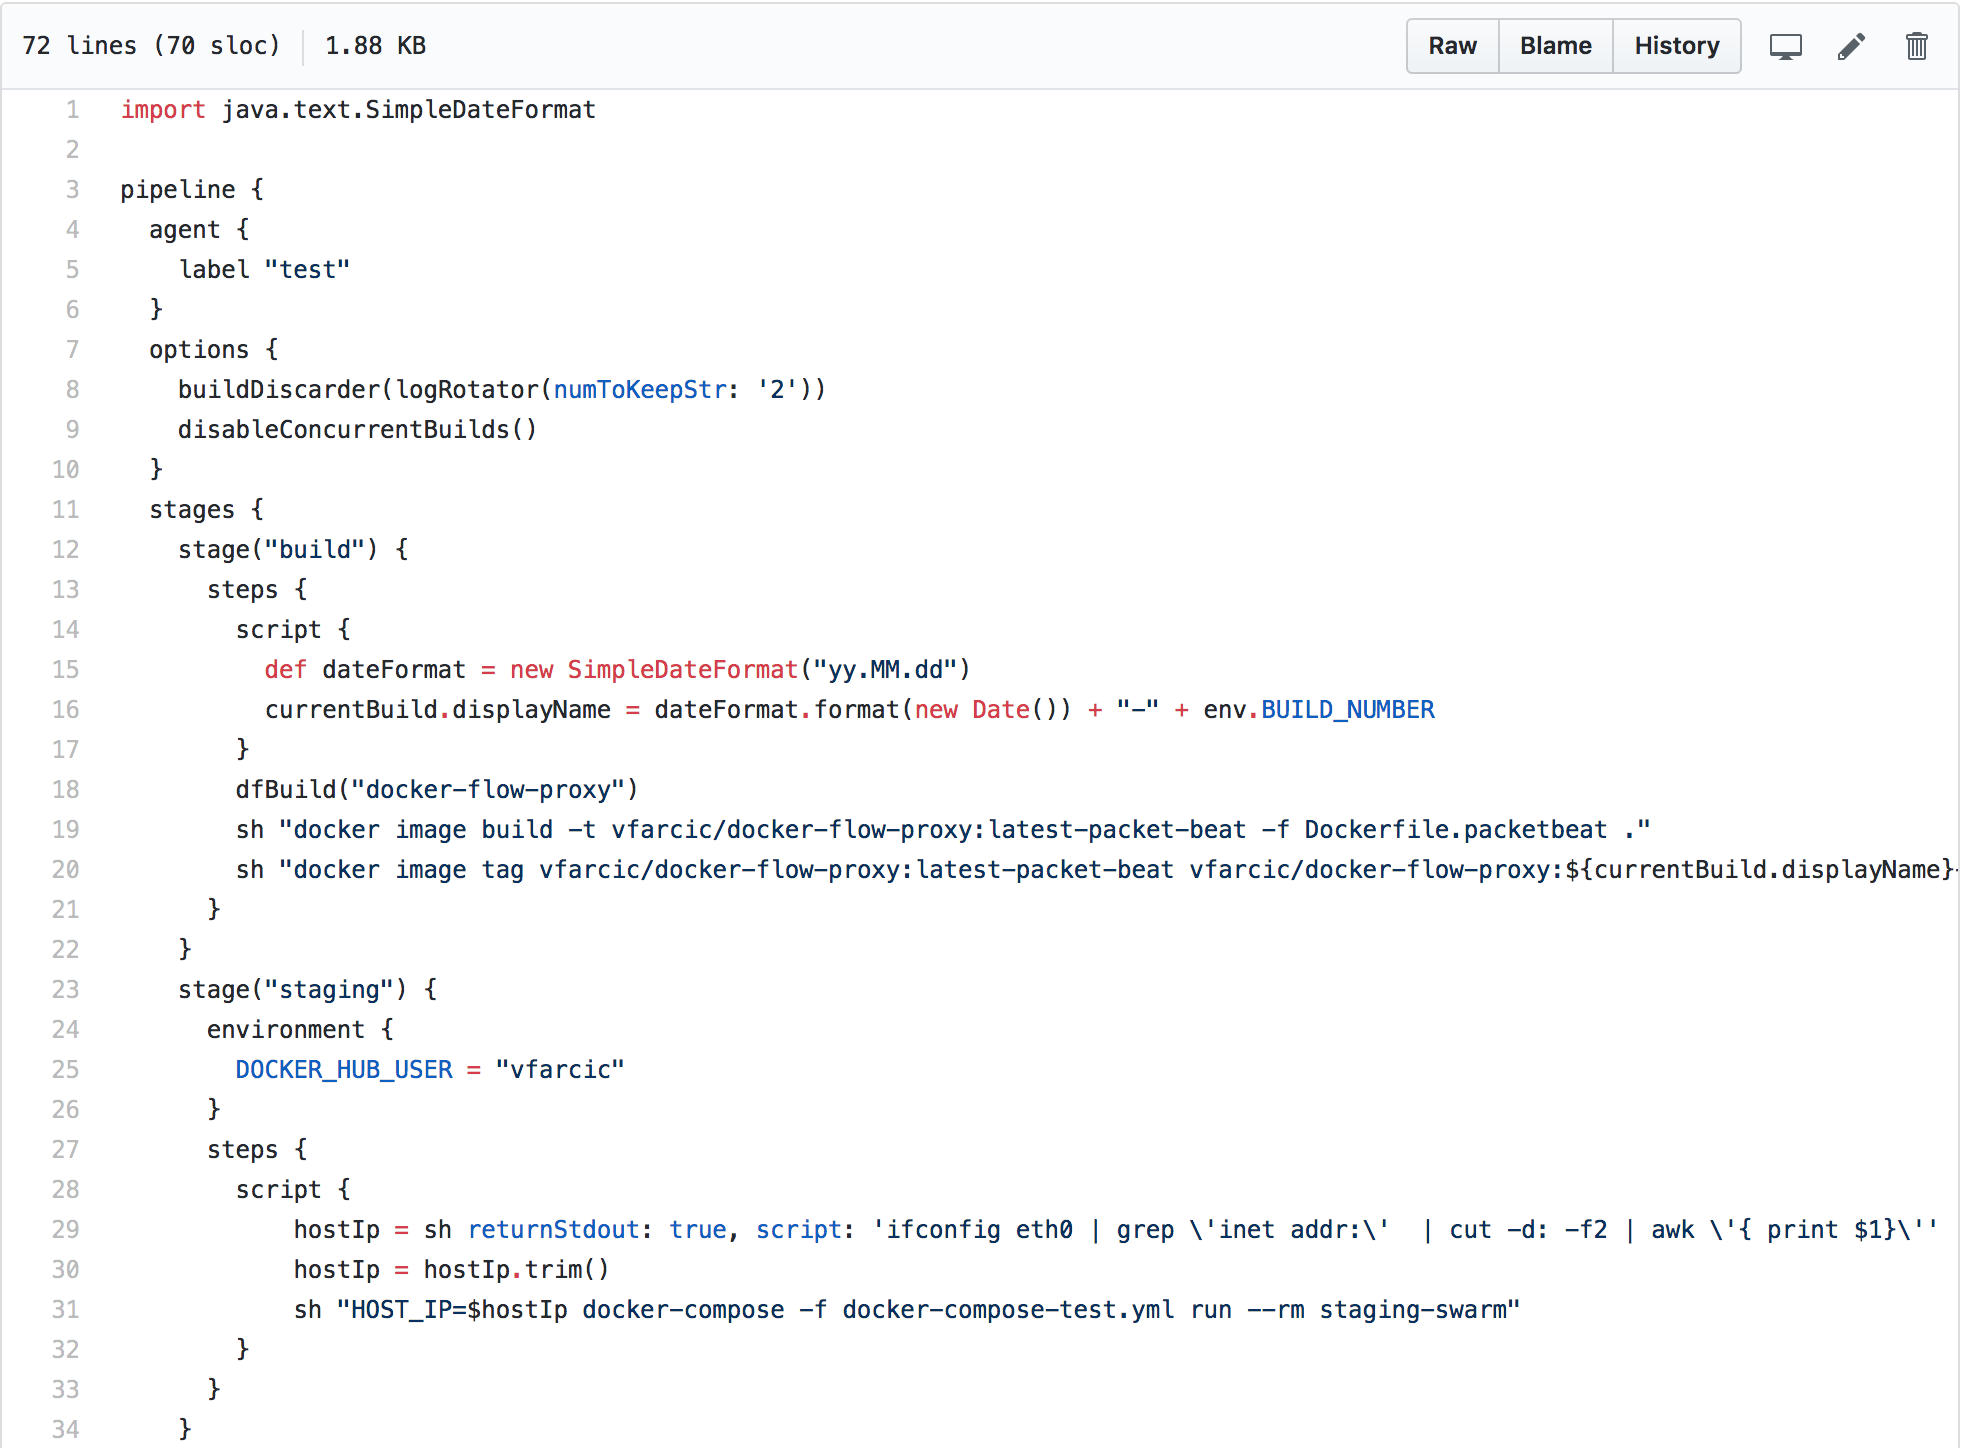 72 lines (70 sloc) 1.88 KB Raw Blame History
1 import java.text.SimpleDateFormat
2
3 pipeline {
4   agent {
5     label "test"
6   }
7   options {
8     buildDiscarder(logRotator(numToKeepStr: '2'))
9     disableConcurrentBuilds()
10   }
11   stages {
12     stage("build") {
13       steps {
14         script {
15           def dateFormat = new SimpleDateFormat("yy.MM.dd")
16           currentBuild.displayName = dateFormat.format(new Date()) + "-" + env.BUILD_NUMBER
17         }
18         dfBuild("docker-flow-proxy")
19         sh "docker image build -t vfarcic/docker-flow-proxy:latest-packet-beat -f Dockerfile.packetbeat ."
20         sh "docker image tag vfarcic/docker-flow-proxy:latest-packet-beat vfarcic/docker-flow-proxy:${currentBuild.displayName}-
21       }
22     }
23     stage("staging") {
24       environment {
25         DOCKER_HUB_USER = "vfarcic"
26       }
27       steps {
28         script {
29             hostIp = sh returnStdout: true, script: 'ifconfig eth0 | grep \'inet addr:\'  | cut -d: -f2 | awk \'{ print $1}\''
30             hostIp = hostIp.trim()
31             sh "HOST_IP=$hostIp docker-compose -f docker-compose-test.yml run --rm staging-swarm"
32         }
33       }
34     }